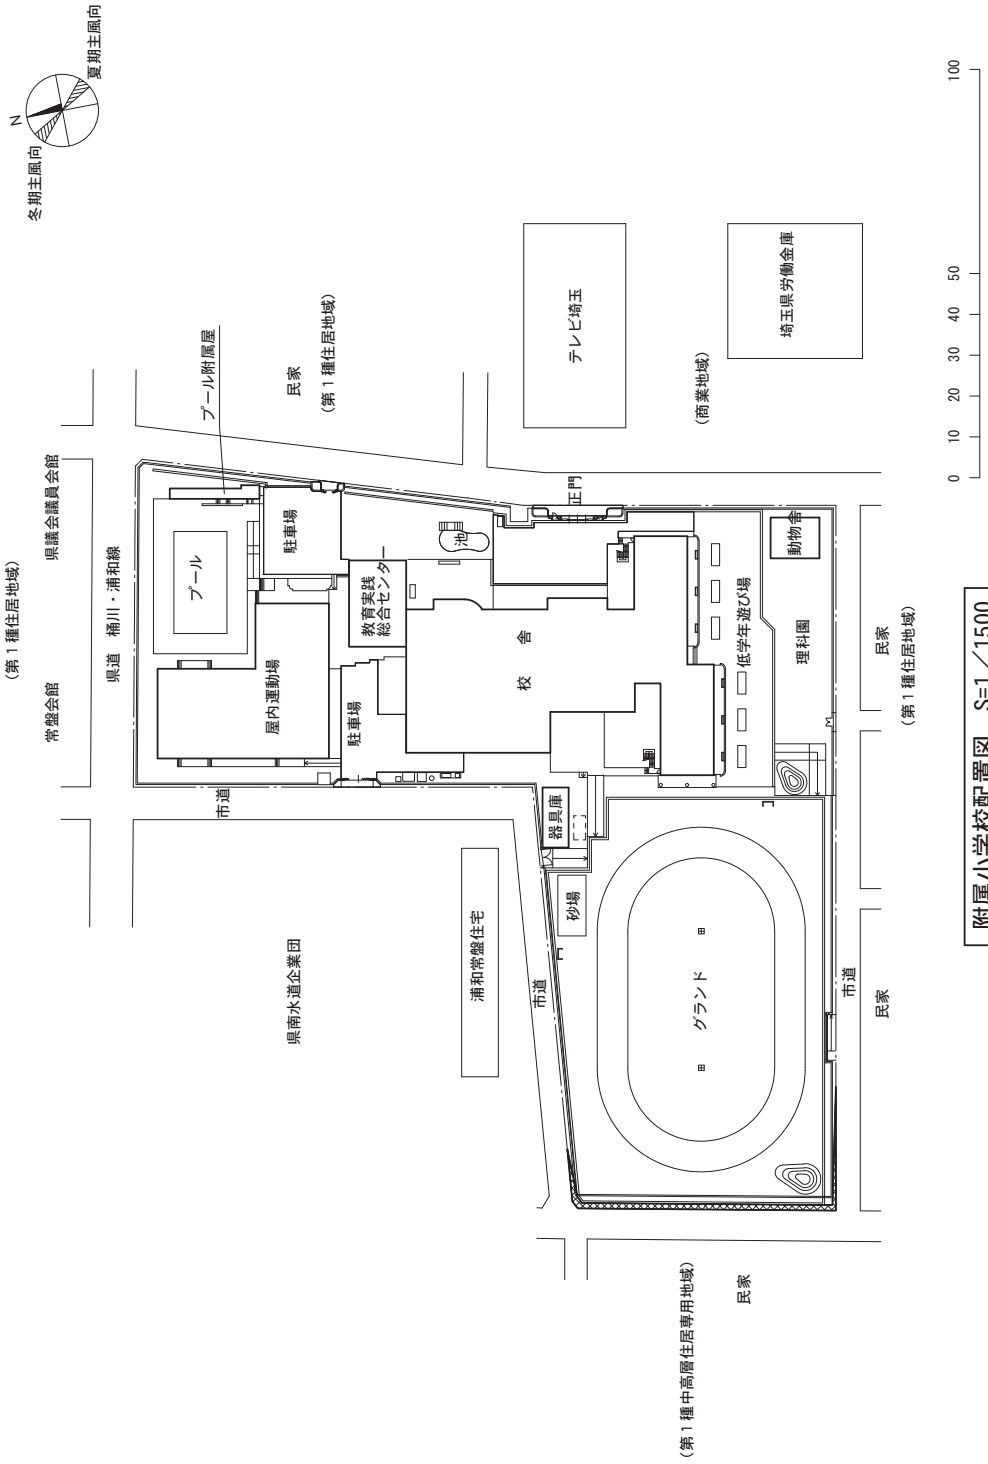 N
冬期主風向
夏期主風向
(第1種住居地域)
常盤会館
県議会議員会館
県道 桶川・浦和線
プール附属屋
民家
(第1種住居地域)
プール
駐車場
屋内運動場
教育実践
総合センター
池
駐車場
市道
正門
テレビ埼玉
(商業地域)
埼玉県労働金庫
校舎
動物舎
低学年遊び場
理科園
民家
(第1種住居地域)
器具庫
砂場
浦和常盤住宅
県南水道企業団
市道
グランド
市道
民家
民家
(第1種中高層住居専用地域)
0 10 20 30 40 50 100
附属小学校配置図 S=1/1500